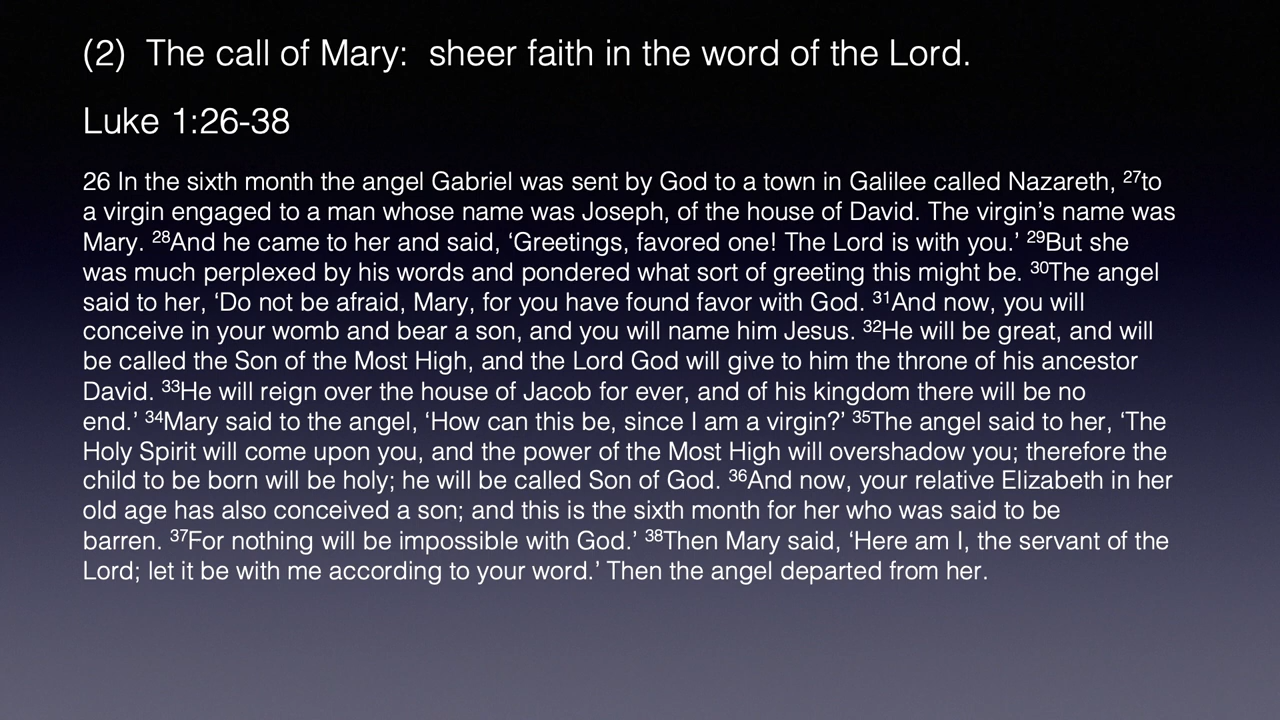 (2)  The call of Mary:  sheer faith in the word of the Lord.
Luke 1:26-38
26 In the sixth month the angel Gabriel was sent by God to a town in Galilee called Nazareth, 27to
a virgin engaged to a man whose name was Joseph, of the house of David. The virgin’s name was
Mary. 28And he came to her and said, ‘Greetings, favored one! The Lord is with you.’ 29But she
was much perplexed by his words and pondered what sort of greeting this might be. 30The angel
said to her, ‘Do not be afraid, Mary, for you have found favor with God. 31And now, you will
conceive in your womb and bear a son, and you will name him Jesus. 32He will be great, and will
be called the Son of the Most High, and the Lord God will give to him the throne of his ancestor
David. 33He will reign over the house of Jacob for ever, and of his kingdom there will be no
end.’ 34Mary said to the angel, ‘How can this be, since I am a virgin?’ 35The angel said to her, ‘The
Holy Spirit will come upon you, and the power of the Most High will overshadow you; therefore the
child to be born will be holy; he will be called Son of God. 36And now, your relative Elizabeth in her
old age has also conceived a son; and this is the sixth month for her who was said to be
barren. 37For nothing will be impossible with God.’ 38Then Mary said, ‘Here am I, the servant of the
Lord; let it be with me according to your word.’ Then the angel departed from her.